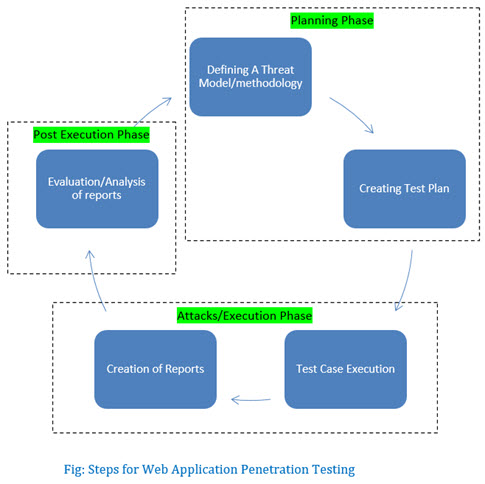 Planning Phase
Defining A Threat
Model/methodology
Creating Test Plan
Attacks/Execution Phase
Test Case Execution
Creation of Reports
Post Execution Phase
Evaluation/Analysis
of reports
Fig: Steps for Web Application Penetration Testing